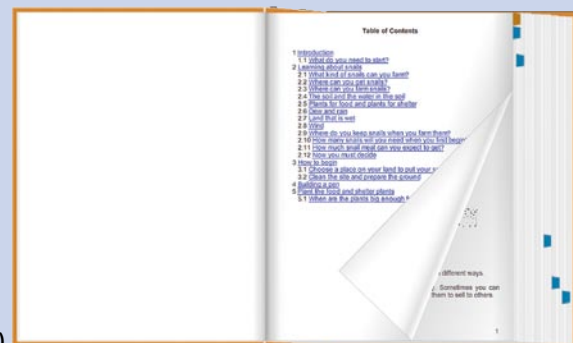 Table of Contents
1 Introduction
1.1 What do you need to start?
2 Learning about snails
2.1 What kind of snails can you farm?
2.2 Where can you get snails?
2.3 Where can you farm snails?
2.4 The soil and the water in the soil
2.5 Plants for food and plants for shelter
2.6 Dew and rain
2.7 Land that is wet
2.8 Wind
2.9 Where do you keep snails when you farm them?
2.10 How many snails will you need when you first begin
2.11 How much snail meat can you expect to get?
2.12 Now you must decide
3 How to begin
3.1 Choose a place on your land to put your
3.2 Clean the site and prepare the ground
4 Building a pen
5 Plant the food and shelter plants
5.1 When are the plants big enough
different ways.
Sometimes you can
them to sell to others.
1